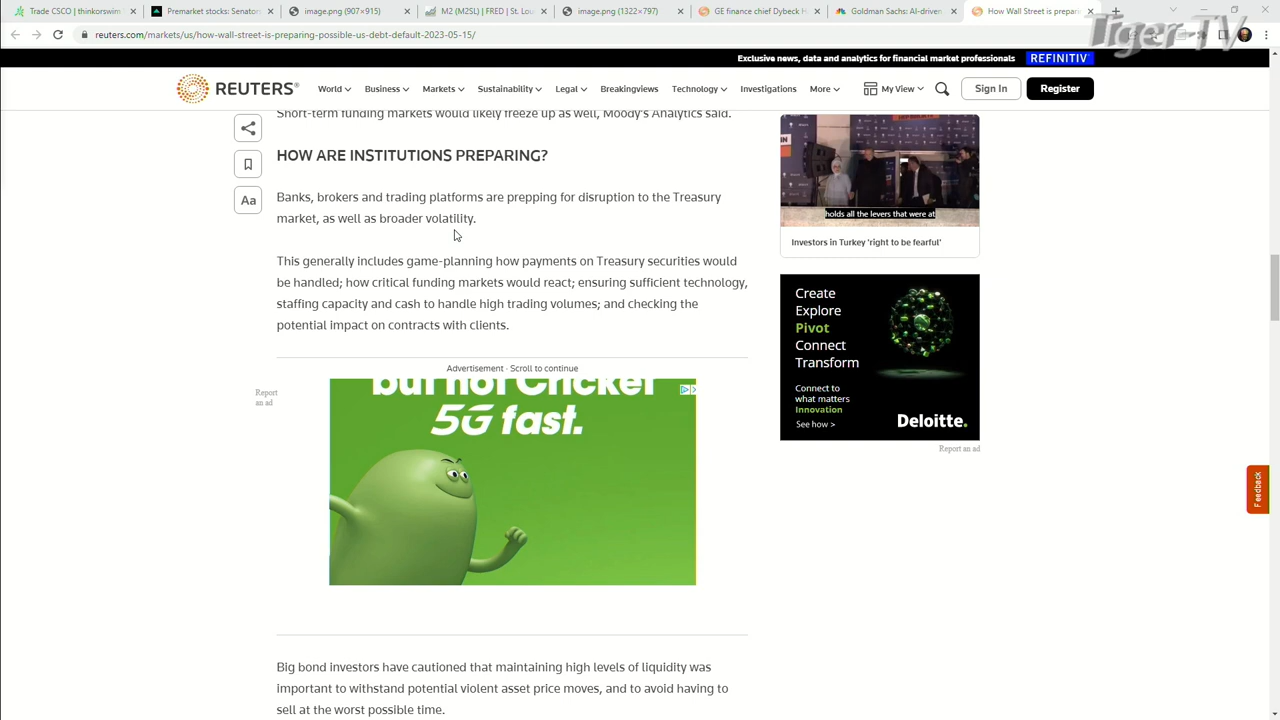 Trade CSCO | thinkorswim
Premarket stocks: Senators
image.png (907×915)
M2 (M2SL) | FRED | St. Lou
image.png (1322×797)
GE finance chief Dybeck H
Goldman Sachs: AI-driven
How Wall Street is prepari
Tiger-TV
reuters.com/markets/us/how-wall-street-is-preparing-possible-us-debt-default-2023-05-15/
Exclusive news, data and analytics for financial market professionals REFINITIV
REUTERS®
World Business Markets Sustainability Legal Breakingviews Technology Investigations More
My View
Sign In
Register
Short-term funding markets would likely freeze up as well, Moody's Analytics said.
HOW ARE INSTITUTIONS PREPARING?
Banks, brokers and trading platforms are prepping for disruption to the Treasury
market, as well as broader volatility.
This generally includes game-planning how payments on Treasury securities would
be handled; how critical funding markets would react; ensuring sufficient technology,
staffing capacity and cash to handle high trading volumes; and checking the
potential impact on contracts with clients.
Aa
Advertisement · Scroll to continue
Report
an ad
but not Cricket
5G fast.
Big bond investors have cautioned that maintaining high levels of liquidity was
important to withstand potential violent asset price moves, and to avoid having to
sell at the worst possible time.
holds all the levers that were at
Investors in Turkey 'right to be fearful'
Create
Explore
Pivot
Connect
Transform
Connect to
what matters
Innovation
See how >
Deloitte.
Report an ad
Feedback